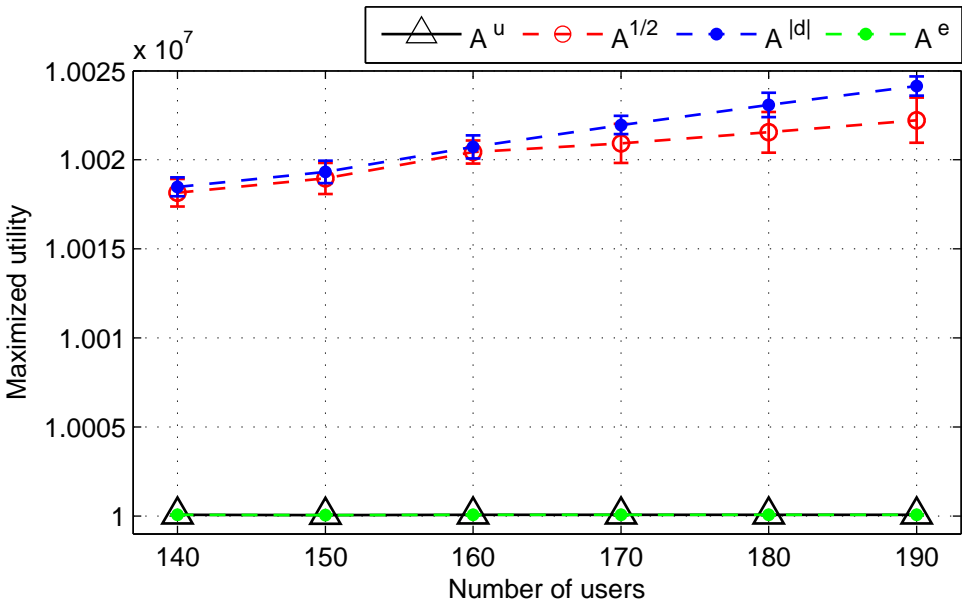 x 10^7
A^u A^{1/2} A^{|d|} A^e
1.0025
1.002
1.0015
1.001
1.0005
1
Maximized utility
140 150 160 170 180 190
Number of users